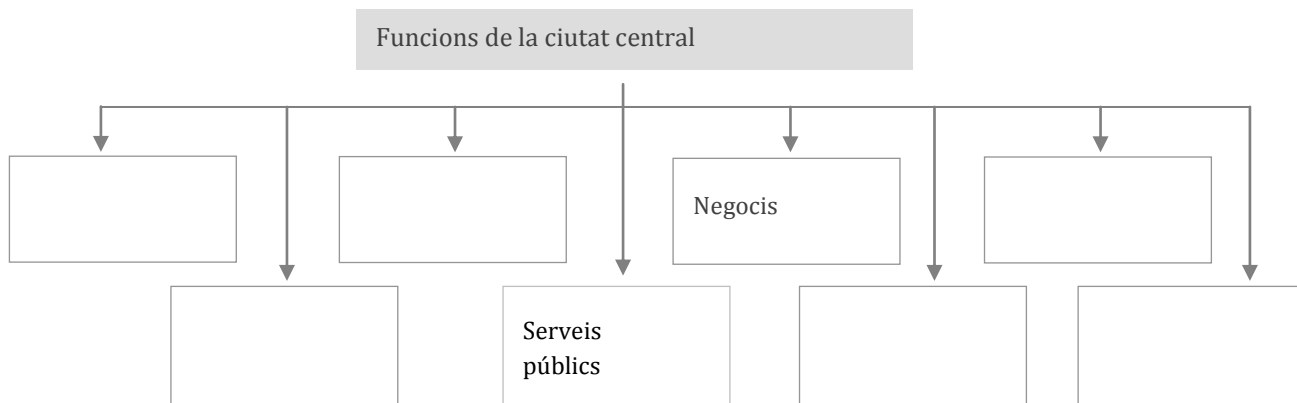 Funcions de la ciutat central
Negocis
Serveis
públics